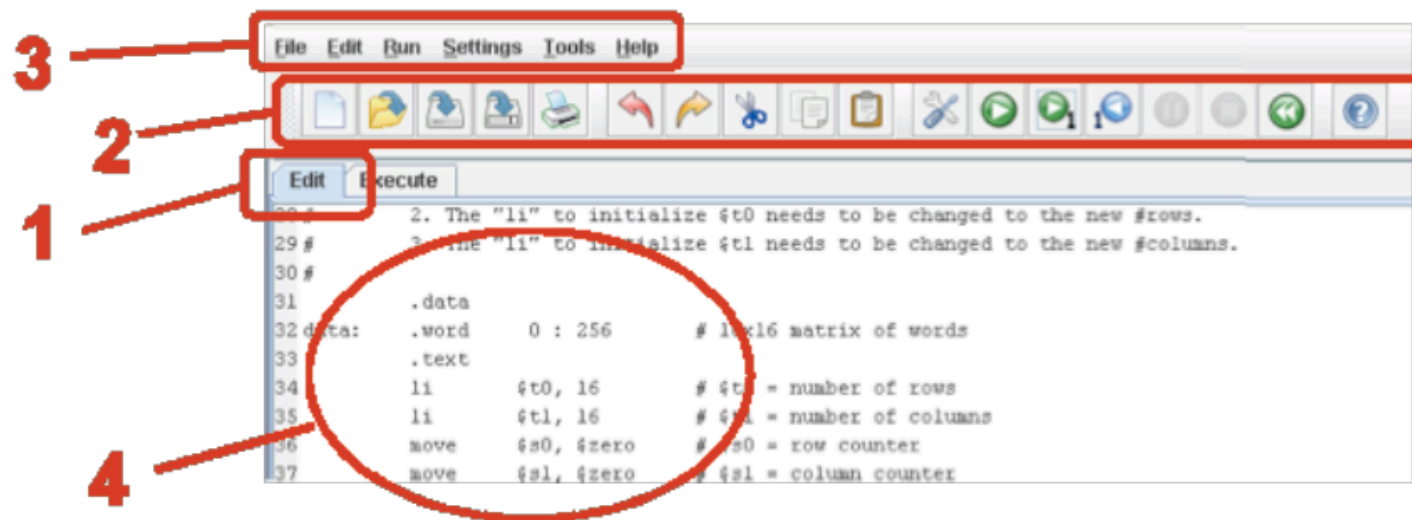 3
File Edit Run Settings Tools Help
2
1 1
1
Edit Execute
# 2. The "li" to initialize $t0 needs to be changed to the new #rows.
29 # 3. The "li" to initialize $t1 needs to be changed to the new #columns.
30 #
31 .data
32 data: .word 0 : 256 # 16x16 matrix of words
33 .text
34 li $t0, 16 # $t0 = number of rows
35 li $t1, 16 # $t1 = number of columns
36 move $s0, $zero # $s0 = row counter
37 move $s1, $zero # $s1 = column counter
4